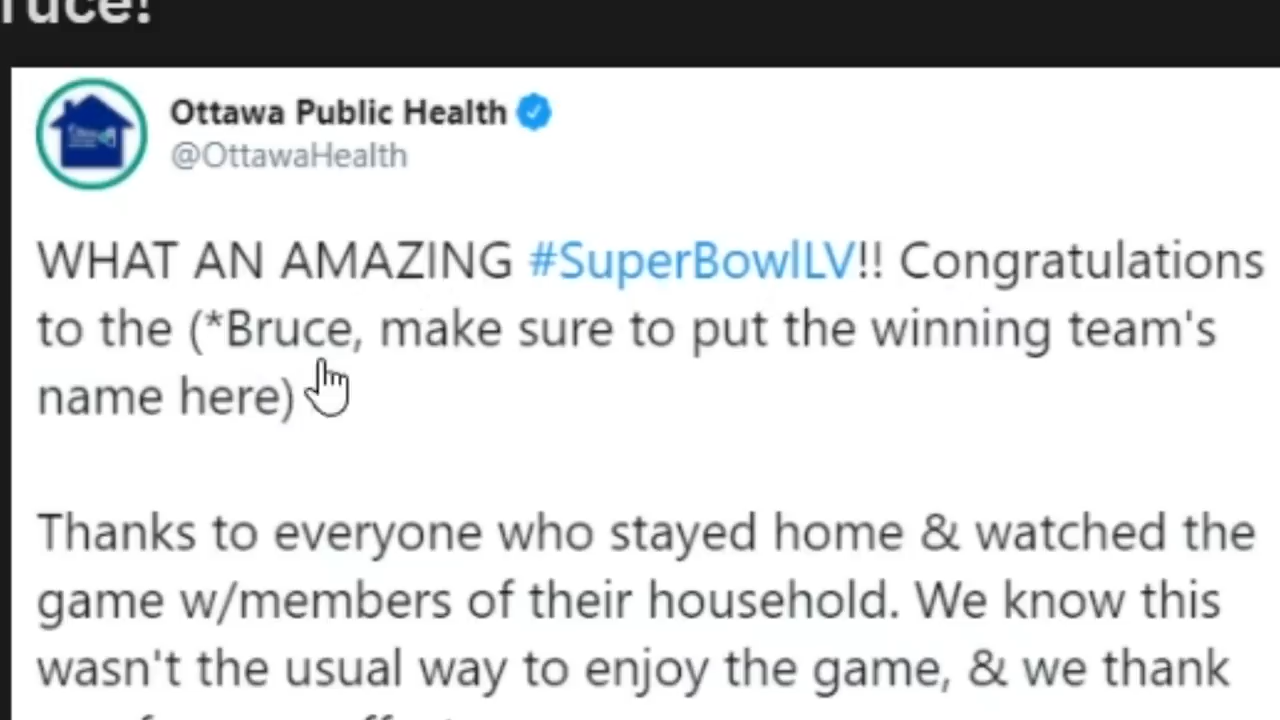 Ottawa Public Health
@OttawaHealth
WHAT AN AMAZING #SuperBowlLV!! Congratulations
to the (*Bruce, make sure to put the winning team's
name here)
Thanks to everyone who stayed home & watched the
game w/members of their household. We know this
wasn't the usual way to enjoy the game, & we thank